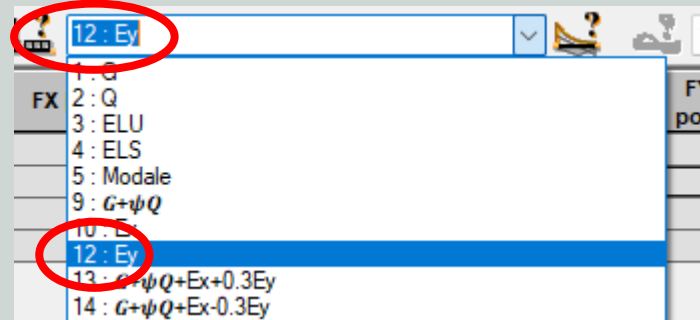 12 : Ey
FX
1 : Q
2 : Q
3 : ELU
4 : ELS
5 : Modale
9 : G+ψQ
12 : Ey
13 : G+ψQ+Ex+0.3Ey
14 : G+ψQ+Ex-0.3Ey